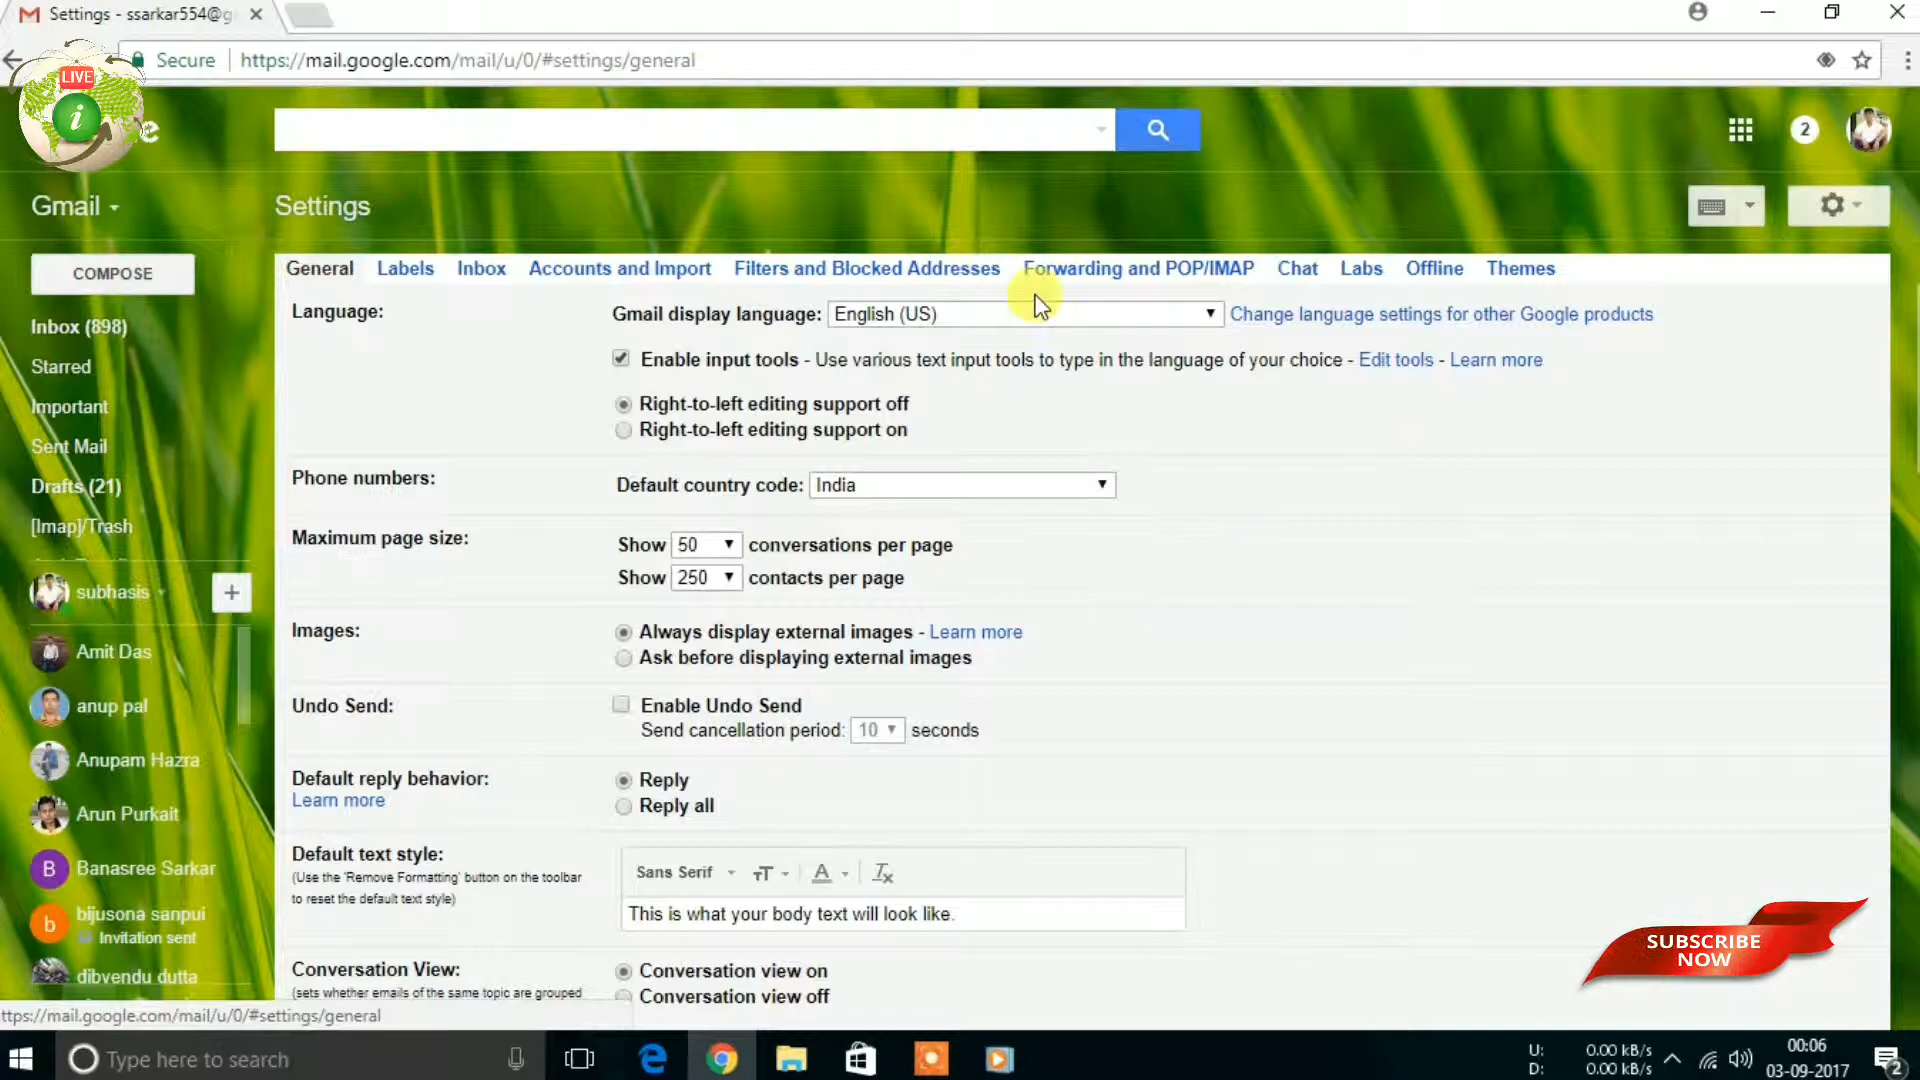 Settings - ssarkar554@g
Secure
https://mail.google.com/mail/u/0/#settings/general
LIVE
i
e
2
Gmail
Settings
COMPOSE
General Labels Inbox Accounts and Import Filters and Blocked Addresses Forwarding and POP/IMAP Chat Labs Offline Themes
Inbox (898)
Starred
Important
Sent Mail
Drafts (21)
[Imap]/Trash
subhasis
+
Amit Das
anup pal
Anupam Hazra
Arun Purkait
B Banasree Sarkar
b bijusona sanpui
Invitation sent
dibyendu dutta
Language:
Gmail display language: English (US) Change language settings for other Google products
Enable input tools - Use various text input tools to type in the language of your choice - Edit tools - Learn more
Right-to-left editing support off
Right-to-left editing support on
Phone numbers:
Default country code: India
Maximum page size:
Show 50 conversations per page
Show 250 contacts per page
Images:
Always display external images - Learn more
Ask before displaying external images
Undo Send:
Enable Undo Send
Send cancellation period: 10 seconds
Default reply behavior:
Learn more
Reply
Reply all
Default text style:
(Use the 'Remove Formatting' button on the toolbar
to reset the default text style)
Sans Serif
This is what your body text will look like.
Conversation View:
(sets whether emails of the same topic are grouped
Conversation view on
Conversation view off
SUBSCRIBE
NOW
ttps://mail.google.com/mail/u/0/#settings/general
Type here to search
U: 0.00 kB/s
D: 0.00 kB/s
00:06
03-09-2017
2